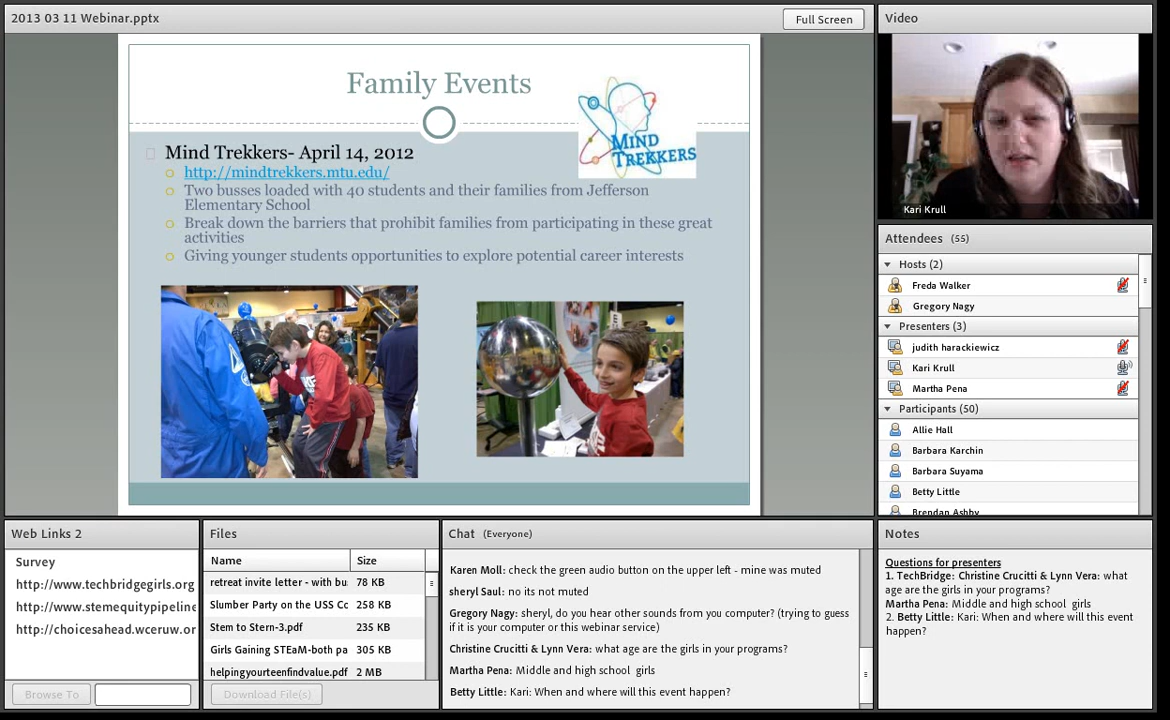 2013 03 11 Webinar.pptx
Full Screen
Family Events
MIND
TREKKERS
Mind Trekkers- April 14, 2012
http://mindtrekkers.mtu.edu/
Two busses loaded with 40 students and their families from Jefferson
Elementary School
Break down the barriers that prohibit families from participating in these great
activities
Giving younger students opportunities to explore potential career interests
Video
Kari Krull
Attendees (55)
Hosts (2)
Freda Walker
Gregory Nagy
Presenters (3)
judith harackiewicz
Kari Krull
Martha Pena
Participants (50)
Allie Hall
Barbara Karchin
Barbara Suyama
Betty Little
Brendan Ashby
Web Links 2
Survey
http://www.techbridgegirls.org
http://www.stemequitypipeline
http://choicesahead.wceruw.or
Browse To
Files
Name Size
retreat invite letter - with bu 78 KB
Slumber Party on the USS Cc 258 KB
Stem to Stern-3.pdf 235 KB
Girls Gaining STEaM-both pa 305 KB
helpingyourteenfindvalue.pdf 2 MB
Download File(s)
Chat (Everyone)
Karen Moll: check the green audio button on the upper left - mine was muted
sheryl Saul: no its not muted
Gregory Nagy: sheryl, do you hear other sounds from you computer? (trying to guess
if it is your computer or this webinar service)
Christine Crucitti & Lynn Vera: what age are the girls in your programs?
Martha Pena: Middle and high school girls
Betty Little: Kari: When and where will this event happen?
Notes
Questions for presenters
1. TechBridge: Christine Crucitti & Lynn Vera: what
age are the girls in your programs?
Martha Pena: Middle and high school girls
2. Betty Little: Kari: When and where will this event
happen?